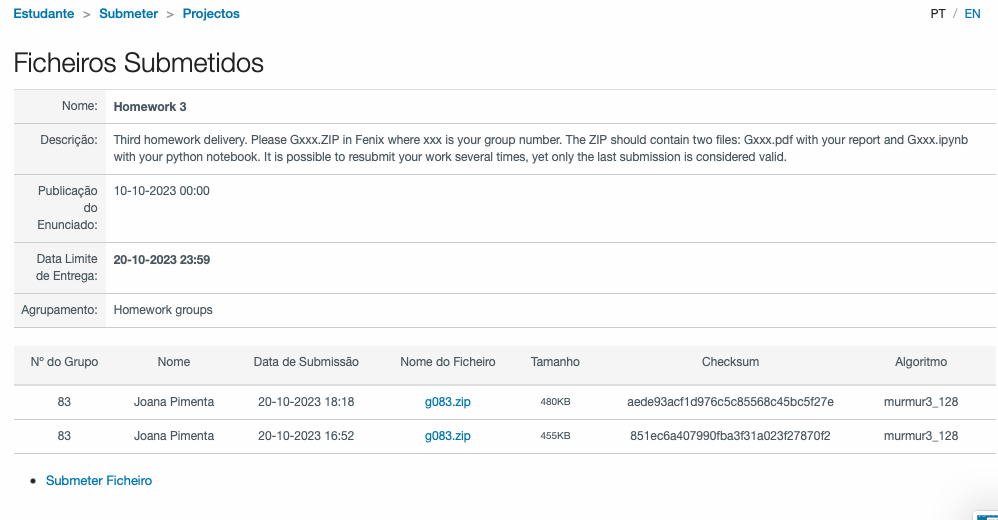 Estudante > Submeter > Projectos
PT / EN
Ficheiros Submetidos
Nome: Homework 3
Descrição: Third homework delivery. Please Gxxx.ZIP in Fenix where xxx is your group number. The ZIP should contain two files: Gxxx.pdf with your report and Gxxx.ipynb
with your python notebook. It is possible to resubmit your work several times, yet only the last submission is considered valid.
Publicação 10-10-2023 00:00
do
Enunciado:
Data Limite 20-10-2023 23:59
de Entrega:
Agrupamento: Homework groups
Nº do Grupo Nome Data de Submissão Nome do Ficheiro Tamanho Checksum Algoritmo
83 Joana Pimenta 20-10-2023 18:18 g083.zip 480KB aede93acf1d976c5c85568c45bc5f27e murmur3_128
83 Joana Pimenta 20-10-2023 16:52 g083.zip 455KB 851ec6a407990fba3f31a023f27870f2 murmur3_128
• Submeter Ficheiro